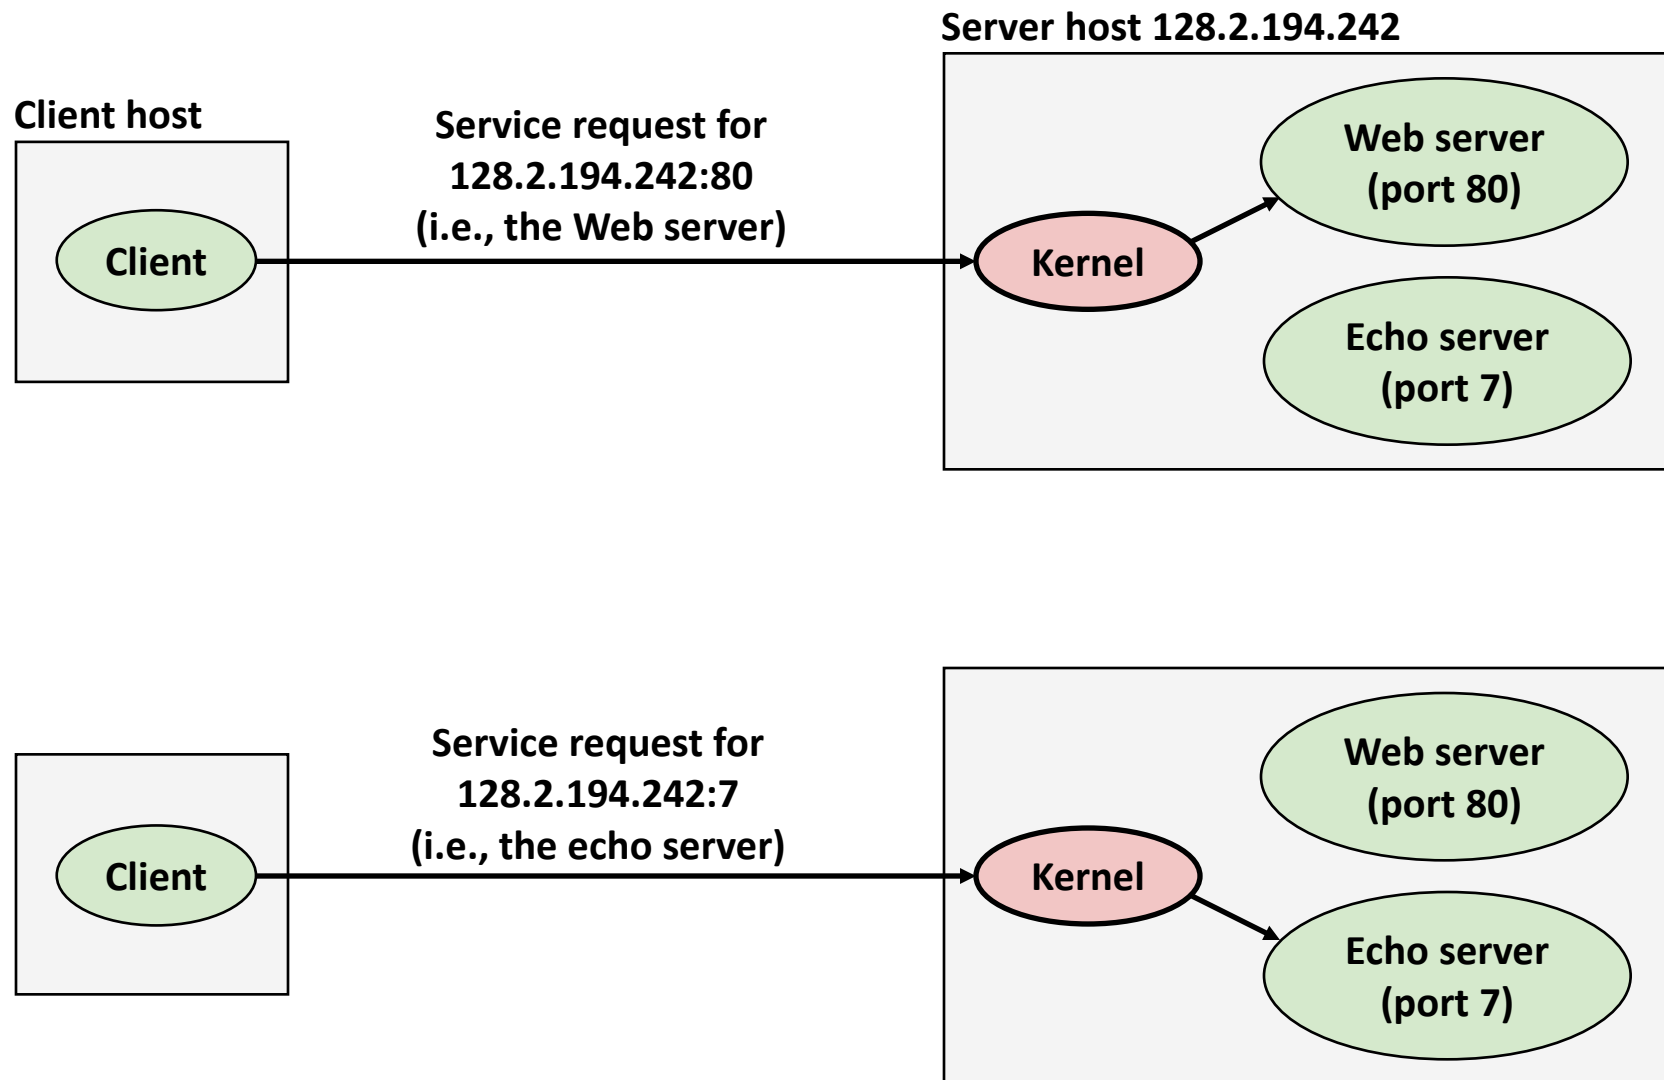 Server host 128.2.194.242
Client host
Service request for
128.2.194.242:80
(i.e., the Web server)
Client
Kernel
Web server
(port 80)
Echo server
(port 7)
Service request for
128.2.194.242:7
(i.e., the echo server)
Client
Kernel
Web server
(port 80)
Echo server
(port 7)